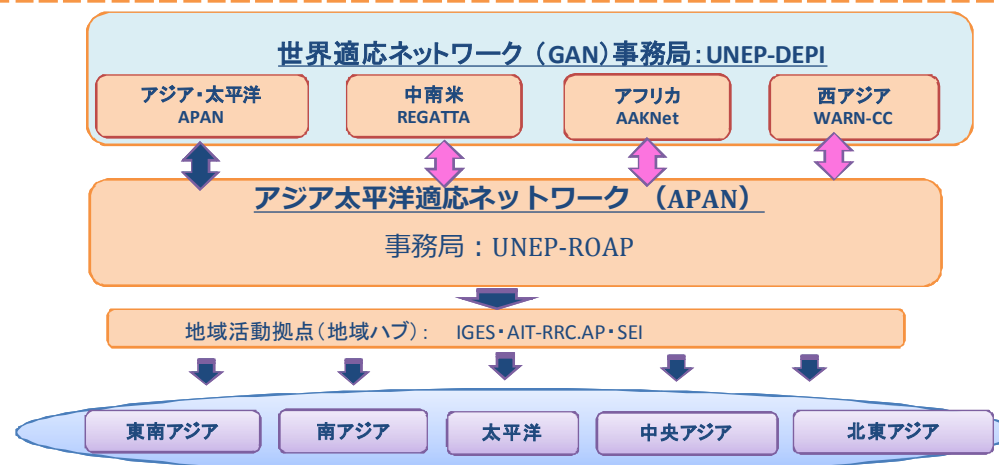 世界適応ネットワーク（GAN）事務局：UNEP-DEPI
アジア・太平洋
APAN
中南米
REGATTA
アフリカ
AAKNet
西アジア
WARN-CC
アジア太平洋適応ネットワーク （APAN）
事務局：UNEP-ROAP
地域活動拠点（地域ハブ）： IGES・AIT-RRC.AP・SEI
東南アジア
南アジア
太平洋
中央アジア
北東アジア